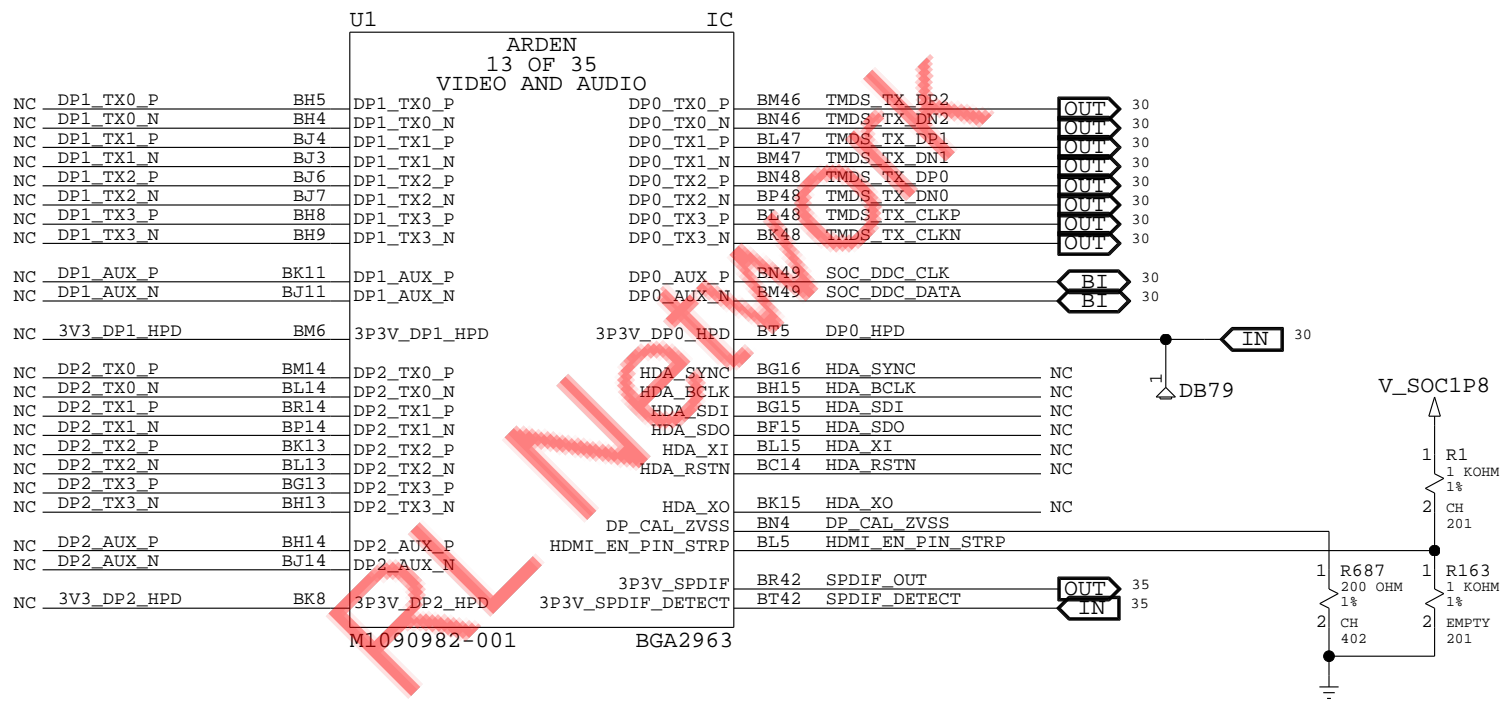 U1 IC
ARDEN
13 OF 35
VIDEO AND AUDIO
NC DP1_TX0_P BH5 DP1_TX0_P DP0_TX0_P BM46 TMDS_TX_DP2 OUT 30
NC DP1_TX0_N BH4 DP1_TX0_N DP0_TX0_N BN46 TMDS_TX_DN2 OUT 30
NC DP1_TX1_P BJ4 DP1_TX1_P DP0_TX1_P BL47 TMDS_TX_DP1 OUT 30
NC DP1_TX1_N BJ3 DP1_TX1_N DP0_TX1_N BM47 TMDS_TX_DN1 OUT 30
NC DP1_TX2_P BJ6 DP1_TX2_P DP0_TX2_P BN48 TMDS_TX_DP0 OUT 30
NC DP1_TX2_N BJ7 DP1_TX2_N DP0_TX2_N BP48 TMDS_TX_DN0 OUT 30
NC DP1_TX3_P BH8 DP1_TX3_P DP0_TX3_P BL48 TMDS_TX_CLKP OUT 30
NC DP1_TX3_N BH9 DP1_TX3_N DP0_TX3_N BK48 TMDS_TX_CLKN OUT 30
NC DP1_AUX_P BK11 DP1_AUX_P DP0_AUX_P BN49 SOC_DDC_CLK BI 30
NC DP1_AUX_N BJ11 DP1_AUX_N DP0_AUX_N BM49 SOC_DDC_DATA BI 30
NC 3V3_DP1_HPD BM6 3P3V_DP1_HPD 3P3V_DP0_HPD BT5 DP0_HPD IN 30
NC DP2_TX0_P BM14 DP2_TX0_P HDA_SYNC BG16 HDA_SYNC NC
NC DP2_TX0_N BL14 DP2_TX0_N HDA_BCLK BH15 HDA_BCLK NC
1 DB79
V_SOC1P8
NC DP2_TX1_P BR14 DP2_TX1_P HDA_SDI BG15 HDA_SDI NC
NC DP2_TX1_N BP14 DP2_TX1_N HDA_SDO BF15 HDA_SDO NC
NC DP2_TX2_P BK13 DP2_TX2_P HDA_XI BL15 HDA_XI NC
NC DP2_TX2_N BL13 DP2_TX2_N HDA_RSTN BC14 HDA_RSTN NC
NC DP2_TX3_P BG13 DP2_TX3_P
NC DP2_TX3_N BH13 DP2_TX3_N HDA_XO BK15 HDA_XO NC
1 R1
1 KOHM
1%
2 CH
201
DP_CAL_ZVSS BN4 DP_CAL_ZVSS
NC DP2_AUX_P BH14 DP2_AUX_P HDMI_EN_PIN_STRP BL5 HDMI_EN_PIN_STRP
NC DP2_AUX_N BJ14 DP2_AUX_N
3P3V_SPDIF BR42 SPDIF_OUT OUT 35
NC 3V3_DP2_HPD BK8 3P3V_DP2_HPD 3P3V_SPDIF_DETECT BT42 SPDIF_DETECT IN 35
1 R687
200 OHM
1%
2 CH
402
1 R163
1 KOHM
1%
2 EMPTY
201
M1090982-001 BGA2963
RL Network